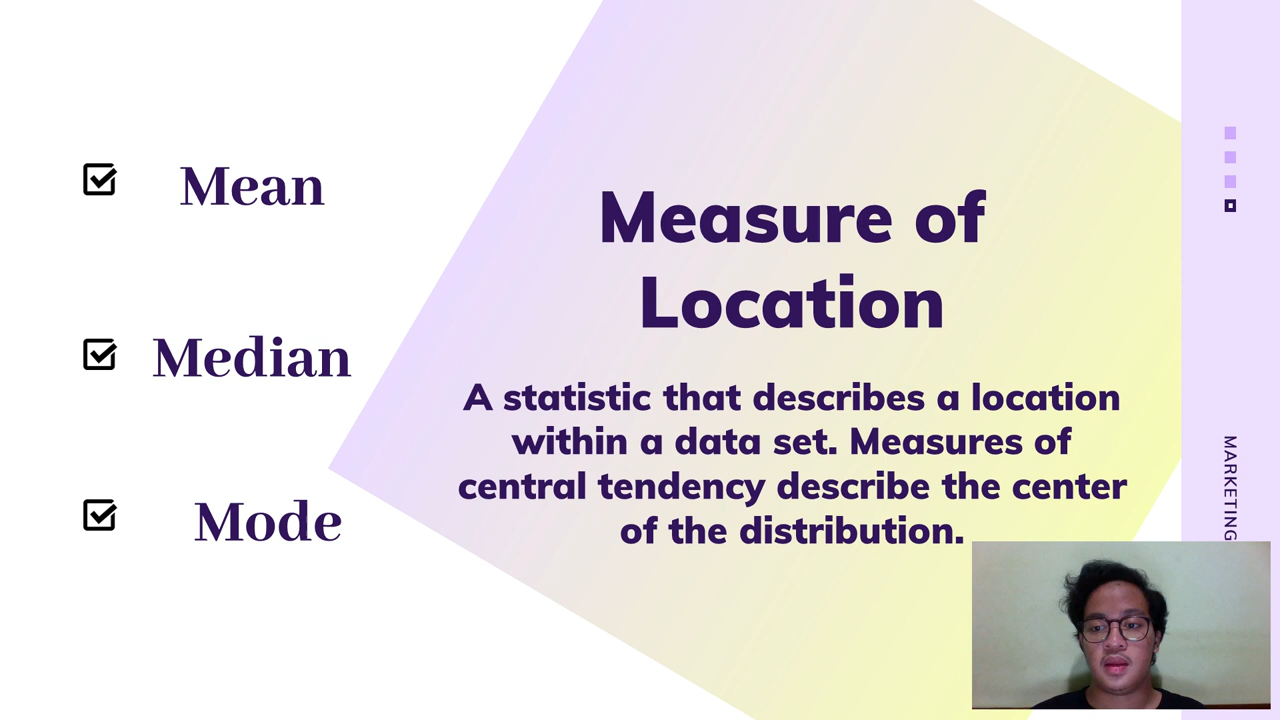 Mean
Median
Mode
Measure of
Location
A statistic that describes a location
within a data set. Measures of
central tendency describe the center
of the distribution.
MARKETING